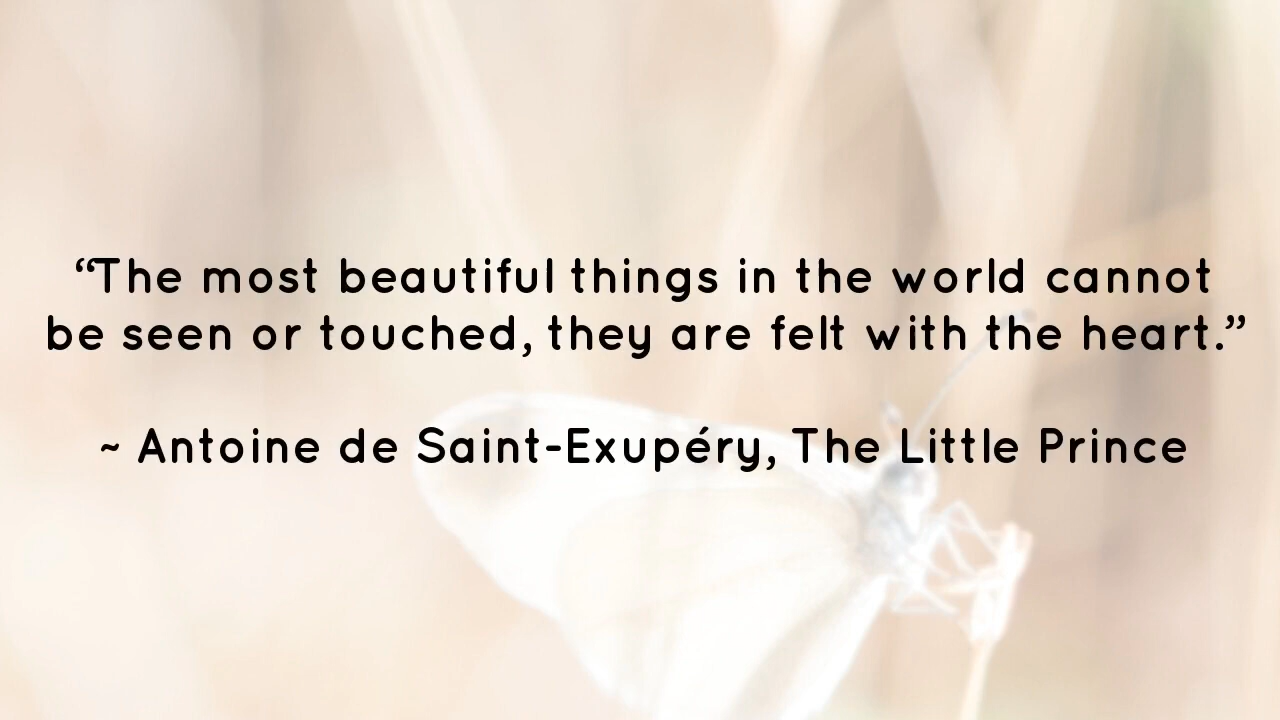 “The most beautiful things in the world cannot
be seen or touched, they are felt with the heart.”
~ Antoine de Saint-Exupéry, The Little Prince